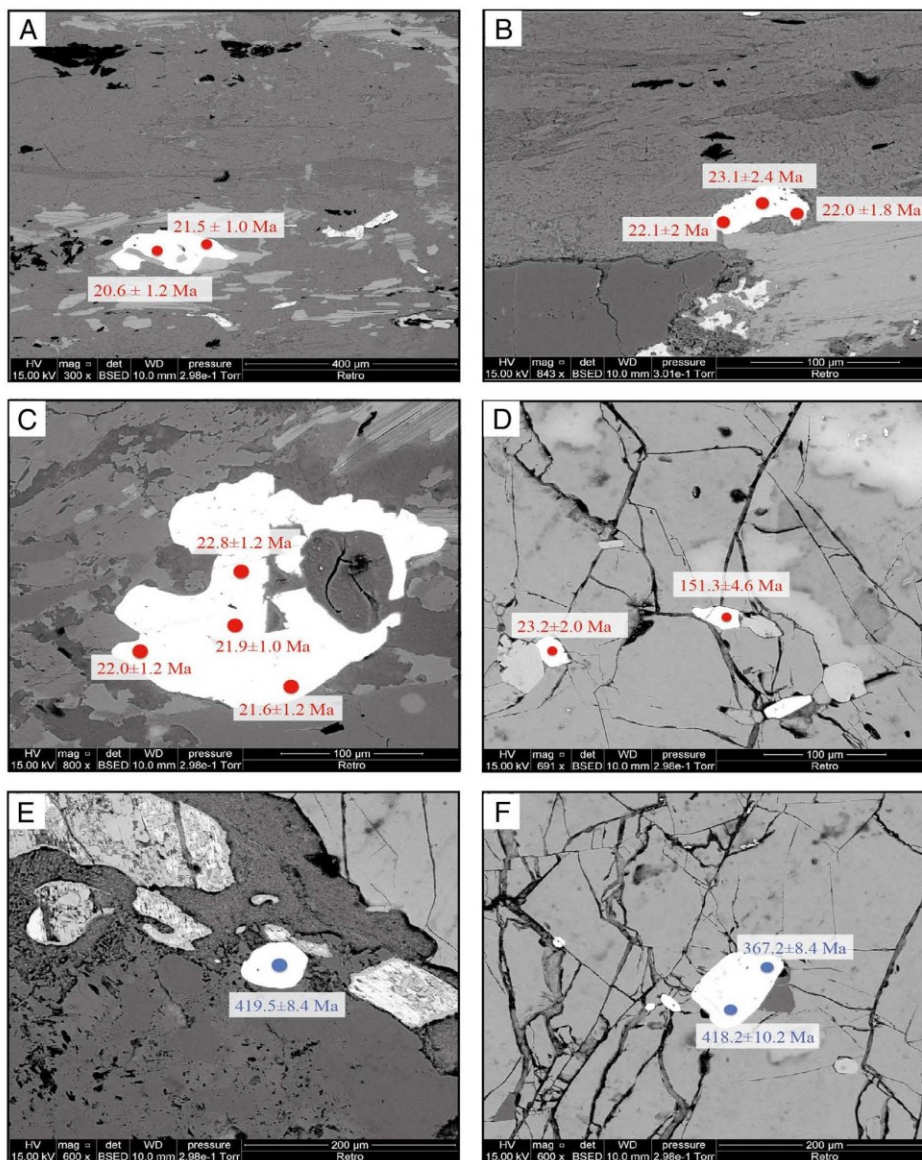 A
21.5 ± 1.0 Ma
20.6 ± 1.2 Ma
HV mag □ det WD pressure 400 µm
15.00 kV 300 x BSED 10.0 mm 2.98e-1 Torr Retro
B
23.1±2.4 Ma
22.0±1.8 Ma
22.1±2 Ma
HV mag □ det WD pressure 100 µm
15.00 kV 843 x BSED 10.0 mm 3.01e-1 Torr Retro
C
22.8±1.2 Ma
21.9±1.0 Ma
22.0±1.2 Ma
21.6±1.2 Ma
HV mag □ det WD pressure 100 µm
15.00 kV 800 x BSED 10.0 mm 2.98e-1 Torr Retro
D
151.3±4.6 Ma
23.2±2.0 Ma
HV mag □ det WD pressure 100 µm
15.00 kV 691 x BSED 10.0 mm 2.96e-1 Torr Retro
E
419.5±8.4 Ma
HV mag □ det WD pressure 200 µm
15.00 kV 600 x BSED 10.0 mm 2.98e-1 Torr Retro
F
367.2±8.4 Ma
418.2±10.2 Ma
HV mag □ det WD pressure 200 µm
15.00 kV 600 x BSED 10.0 mm 2.98e-1 Torr Retro